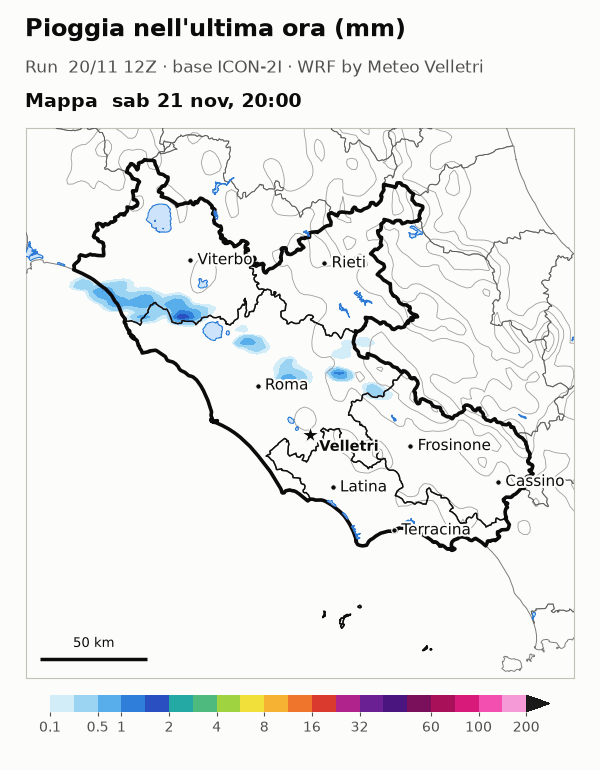 Pioggia nell'ultima ora (mm)
Run  20/11 12Z · base ICON-2I · WRF by Meteo Velletri
Mappa  sab 21 nov, 20:00
Viterbo
Rieti
Roma
Velletri
Frosinone
Latina
Cassino
Terracina
50 km
0.1 0.5 1 2 4 8 16 32 60 100 200